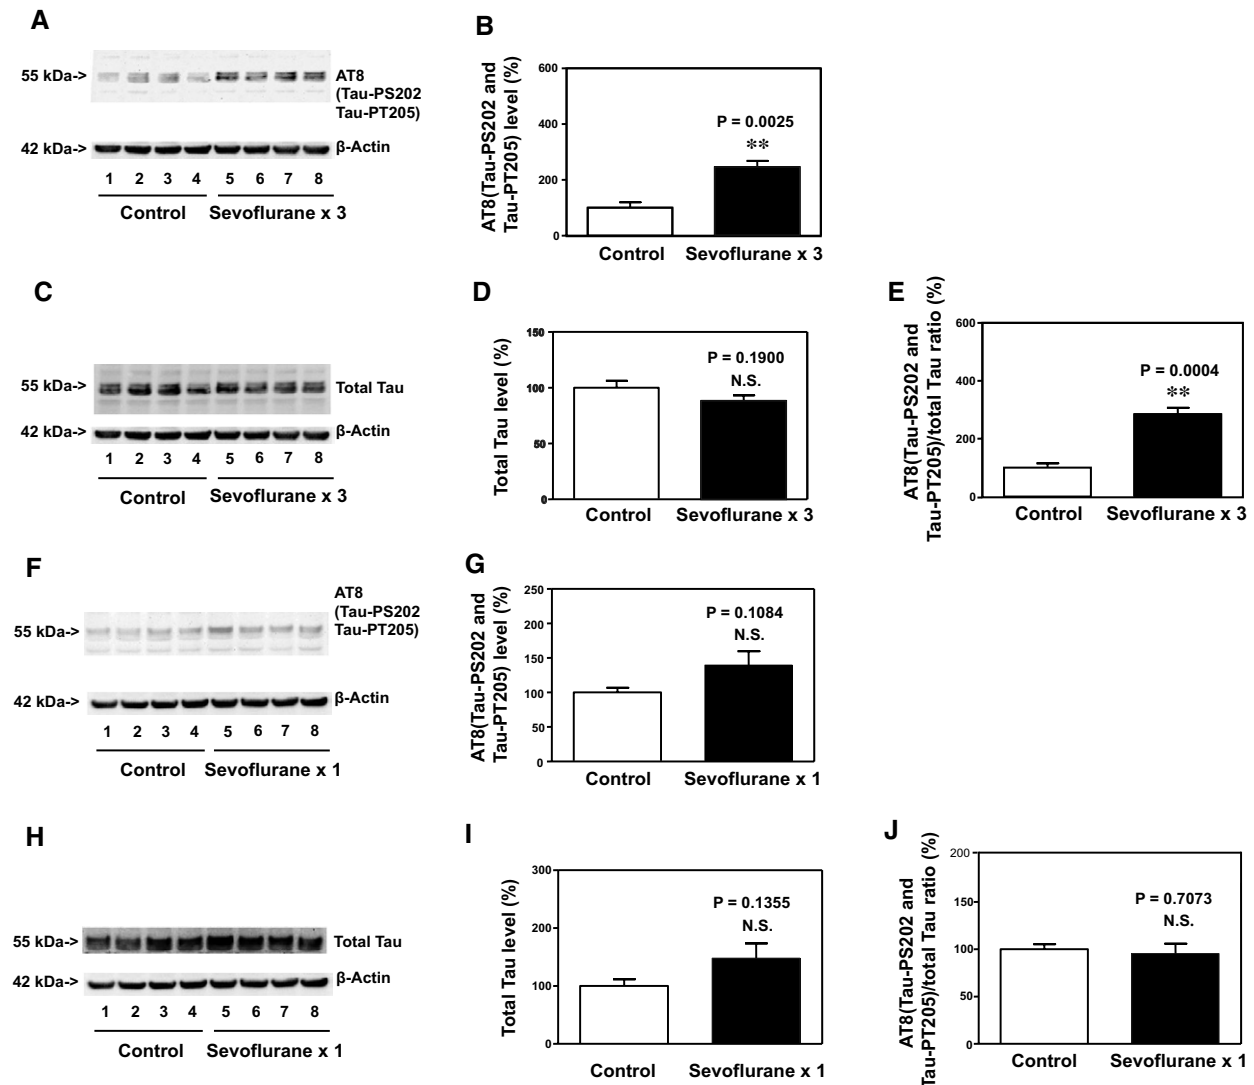 A
55 kDa->
AT8
(Tau-PS202
Tau-PT205)
42 kDa->
β-Actin
1 2 3 4 5 6 7 8
Control
Sevoflurane x 3
B
AT8(Tau-PS202 and
Tau-PT205) level (%)
600
400
200
0
P = 0.0025
**
Control
Sevoflurane x 3
C
55 kDa->
Total Tau
42 kDa->
β-Actin
1 2 3 4 5 6 7 8
Control
Sevoflurane x 3
D
Total Tau level (%)
150
100
50
0
P = 0.1900
N.S.
Control
Sevoflurane x 3
E
AT8(Tau-PS202 and
Tau-PT205)/total Tau ratio (%)
600
400
200
0
P = 0.0004
**
Control
Sevoflurane x 3
F
AT8
(Tau-PS202
Tau-PT205)
55 kDa->
42 kDa->
β-Actin
1 2 3 4 5 6 7 8
Control
Sevoflurane x 1
G
AT8(Tau-PS202 and
Tau-PT205) level (%)
250
200
150
100
50
0
P = 0.1084
N.S.
Control
Sevoflurane x 1
H
55 kDa->
Total Tau
42 kDa->
β-Actin
1 2 3 4 5 6 7 8
Control
Sevoflurane x 1
I
Total Tau level (%)
300
200
100
0
P = 0.1355
N.S.
Control
Sevoflurane x 1
J
AT8(Tau-PS202 and
Tau-PT205)/total Tau ratio (%)
200
150
100
50
0
P = 0.7073
N.S.
Control
Sevoflurane x 1